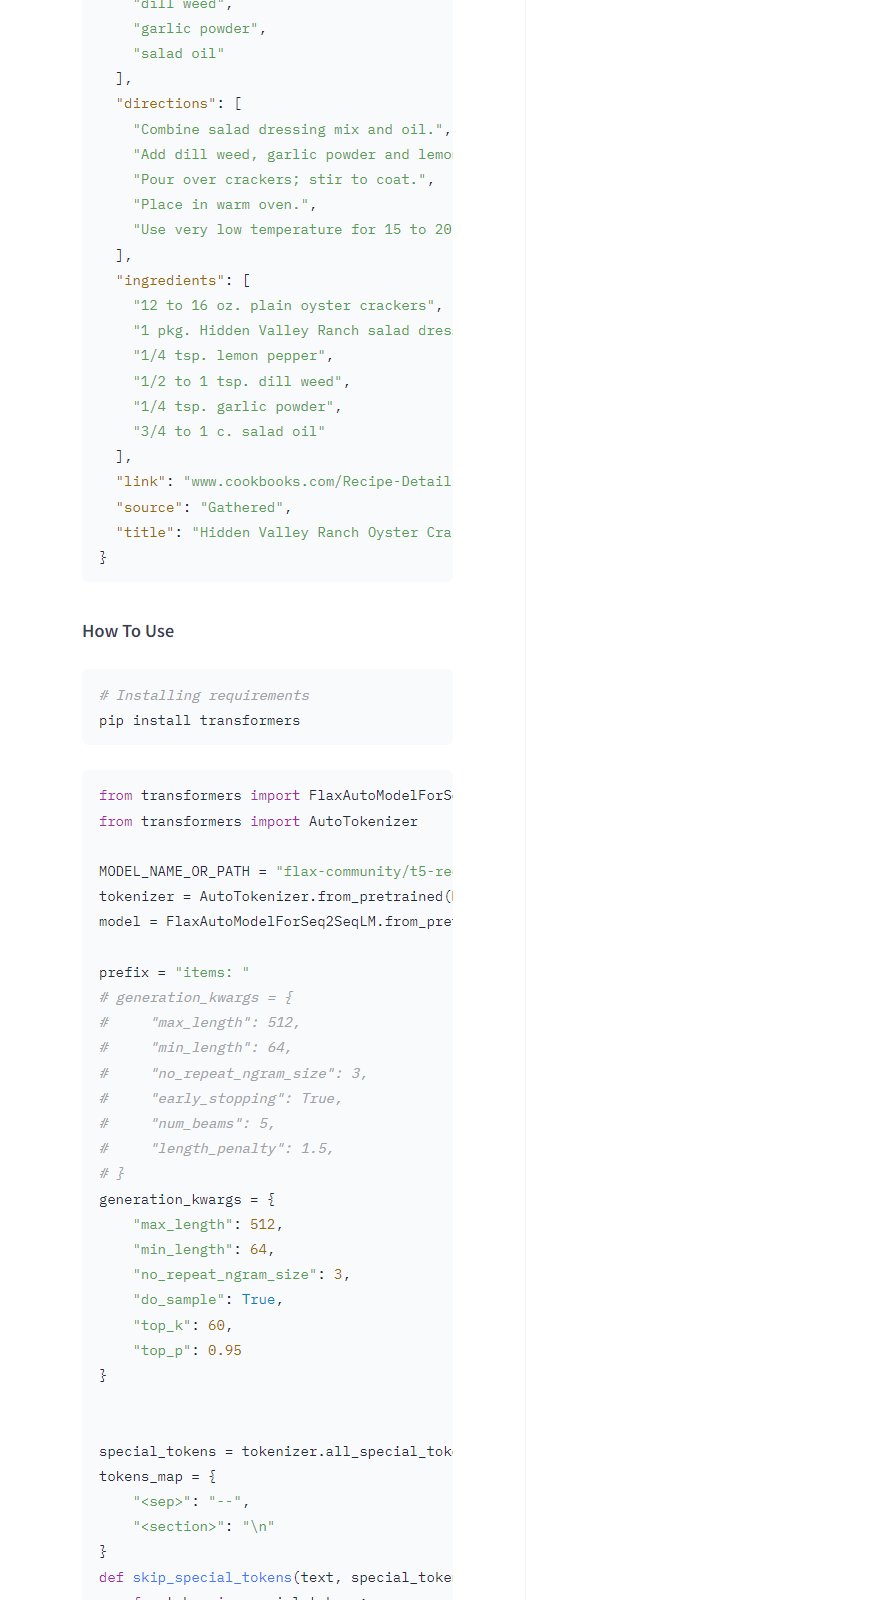 "dill weed",
"garlic powder",
"salad oil"
],
"directions": [
"Combine salad dressing mix and oil.",
"Add dill weed, garlic powder and lemo
"Pour over crackers; stir to coat.",
"Place in warm oven.",
"Use very low temperature for 15 to 20
],
"ingredients": [
"12 to 16 oz. plain oyster crackers",
"1 pkg. Hidden Valley Ranch salad dres
"1/4 tsp. lemon pepper",
"1/2 to 1 tsp. dill weed",
"1/4 tsp. garlic powder",
"3/4 to 1 c. salad oil"
],
"link": "www.cookbooks.com/Recipe-Detail
"source": "Gathered",
"title": "Hidden Valley Ranch Oyster Cra
}
How To Use
# Installing requirements
pip install transformers
from transformers import FlaxAutoModelForS
from transformers import AutoTokenizer
MODEL_NAME_OR_PATH = "flax-community/t5-re
tokenizer = AutoTokenizer.from_pretrained(
model = FlaxAutoModelForSeq2SeqLM.from_pre
prefix = "items: "
# generation_kwargs = {
#     "max_length": 512,
#     "min_length": 64,
#     "no_repeat_ngram_size": 3,
#     "early_stopping": True,
#     "num_beams": 5,
#     "length_penalty": 1.5,
# }
generation_kwargs = {
"max_length": 512,
"min_length": 64,
"no_repeat_ngram_size": 3,
"do_sample": True,
"top_k": 60,
"top_p": 0.95
}
special_tokens = tokenizer.all_special_tok
tokens_map = {
"<sep>": "--",
"<section>": "\n"
}
def skip_special_tokens(text, special_toke